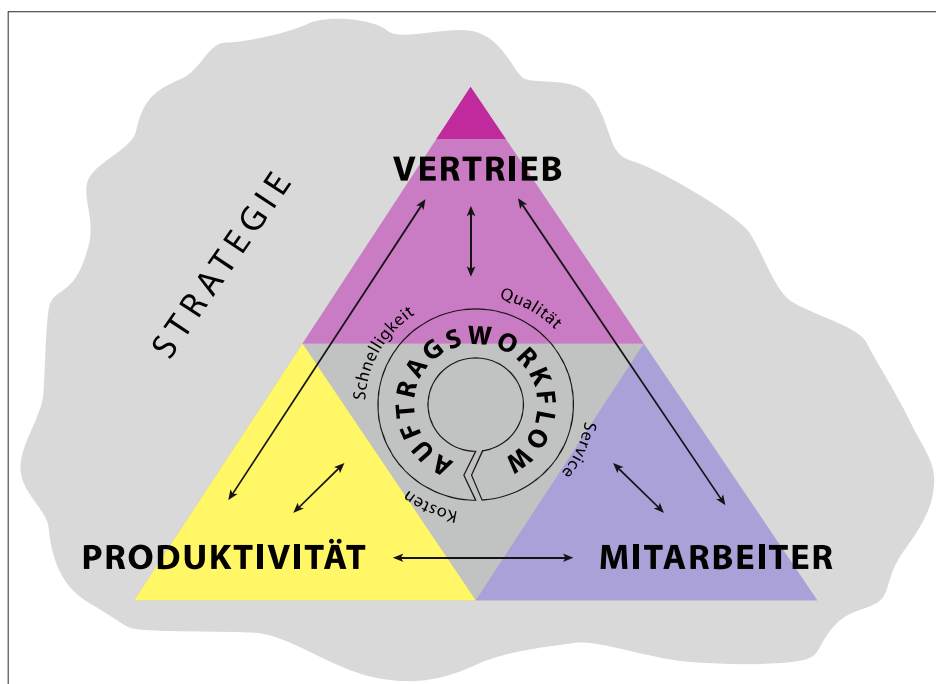 STRATEGIE
VERTRIEB
Schnelligkeit
Qualität
AUFTRAGSWORKFLOW
Service
Kosten
PRODUKTIVITÄT
MITARBEITER